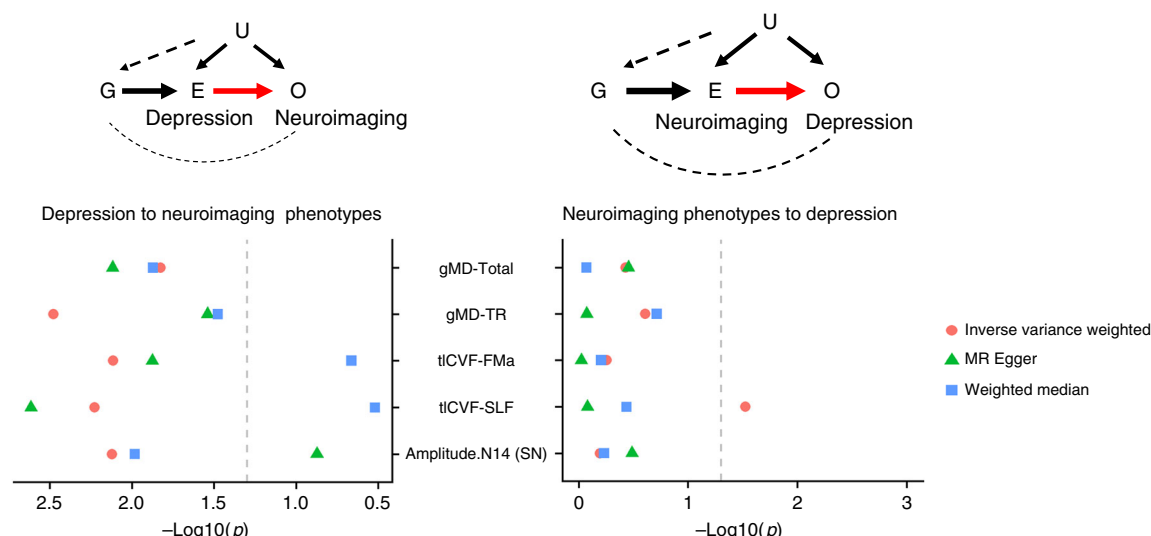 U
G E O
Depression Neuroimaging
U
G E O
Neuroimaging Depression
Depression to neuroimaging phenotypes
Neuroimaging phenotypes to depression
gMD-Total
gMD-TR
tlCVF-FMa
tlCVF-SLF
Amplitude.N14 (SN)
Inverse variance weighted
MR Egger
Weighted median
2.5 2.0 1.5 1.0 0.5
–Log10(p)
0 1 2 3
–Log10(p)